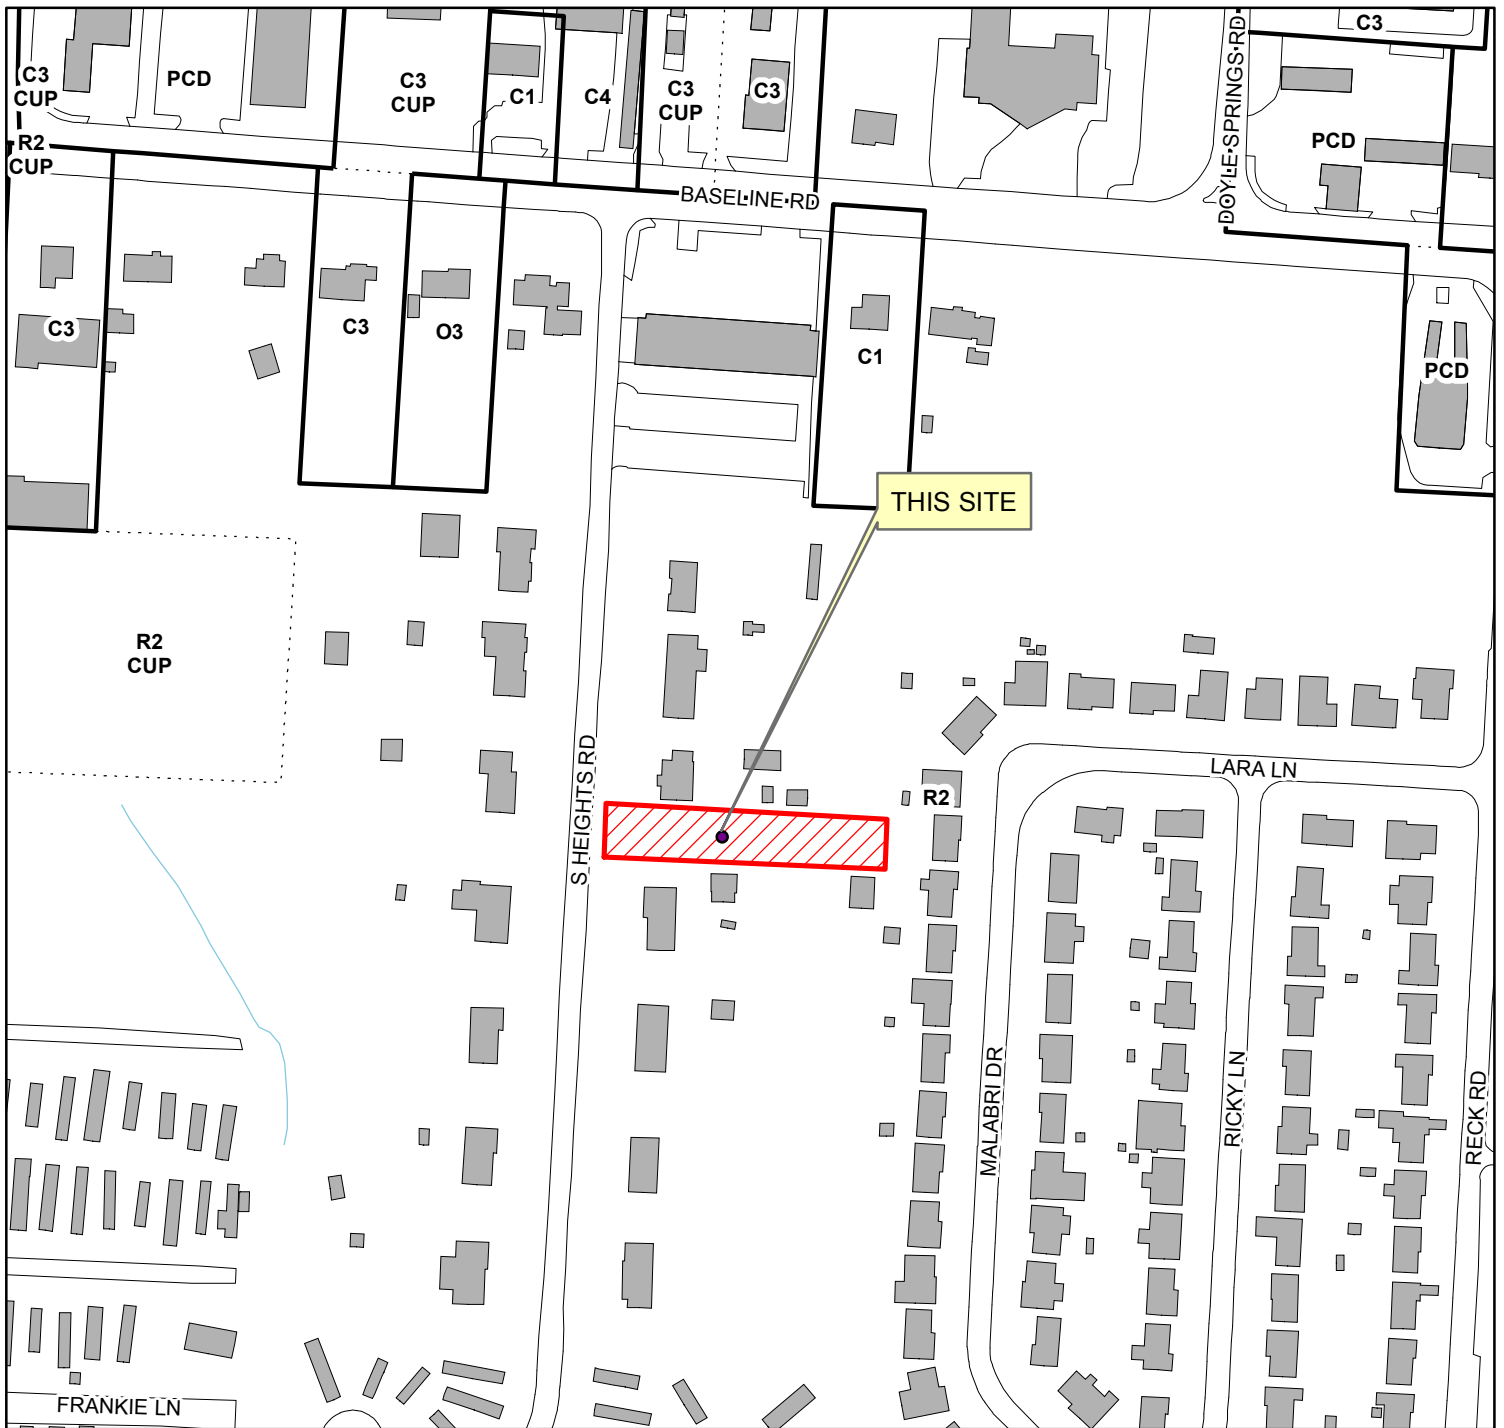 C3
C3
CUP
PCD
C3
CUP
C1
C4
C3
CUP
C3
DOYLE SPRINGS RD
PCD
R2
CUP
BASELINE RD
C3
C3
O3
C1
PCD
THIS SITE
R2
CUP
S HEIGHTS RD
LARA LN
R2
MALABRI DR
RICKY LN
RECK RD
FRANKIE LN